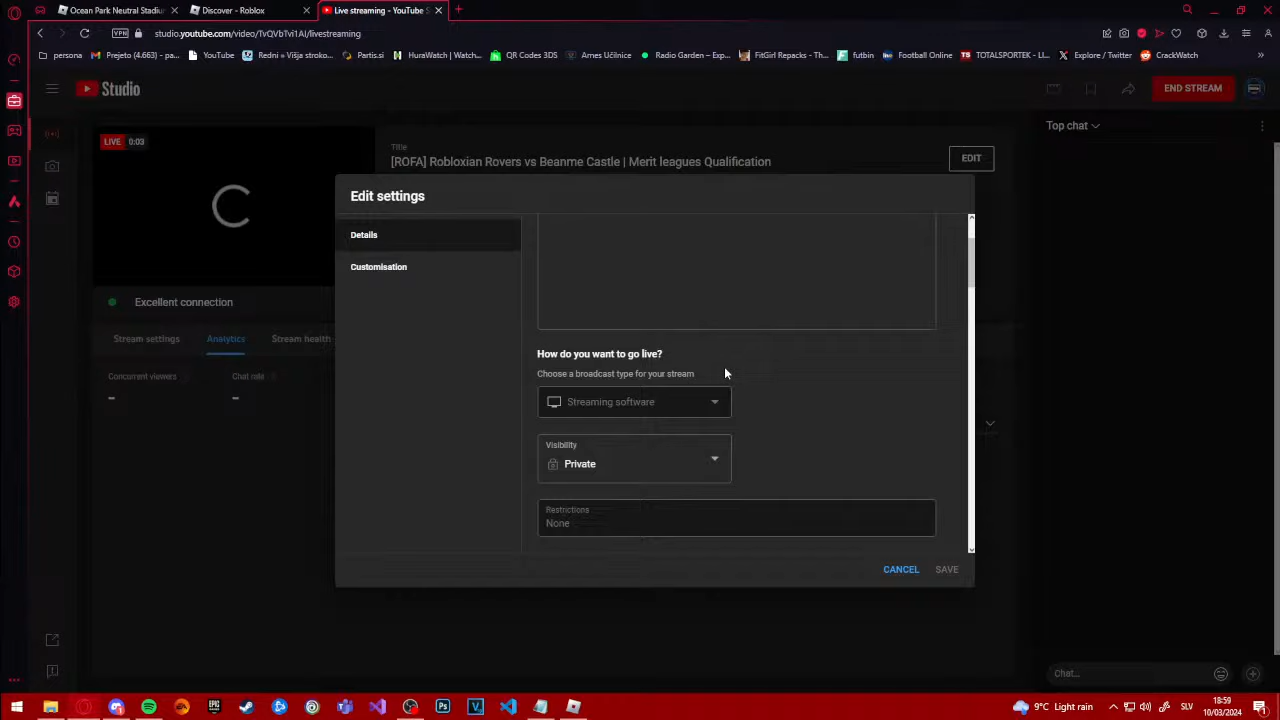 Ocean Park Neutral Stadiu
Discover - Roblox
Live streaming - YouTube S
VPN
studio.youtube.com/video/TvQVbTvi1AI/livestreaming
persona
Prejeto (4.663) - pa...
YouTube
Redni » Višja stroko...
Partis.si
HuraWatch | Watch...
QR Codes 3DS
Arnes Učilnice
Radio Garden – Exp...
FitGirl Repacks - Th...
futbin
Football Online
TOTALSPORTEK - LI...
Explore / Twitter
CrackWatch
Studio
END STREAM
LIVE 0:03
Title
[ROFA] Robloxian Rovers vs Beanme Castle | Merit leagues Qualification
EDIT
Top chat
Edit settings
Details
Customisation
Excellent connection
Stream settings
Analytics
Stream health
Concurrent viewers
Chat rate
How do you want to go live?
Choose a broadcast type for your stream
Streaming software
Visibility
Private
Restrictions
None
CANCEL
SAVE
Chat...
9°C Light rain
SLV
18:59
10/03/2024